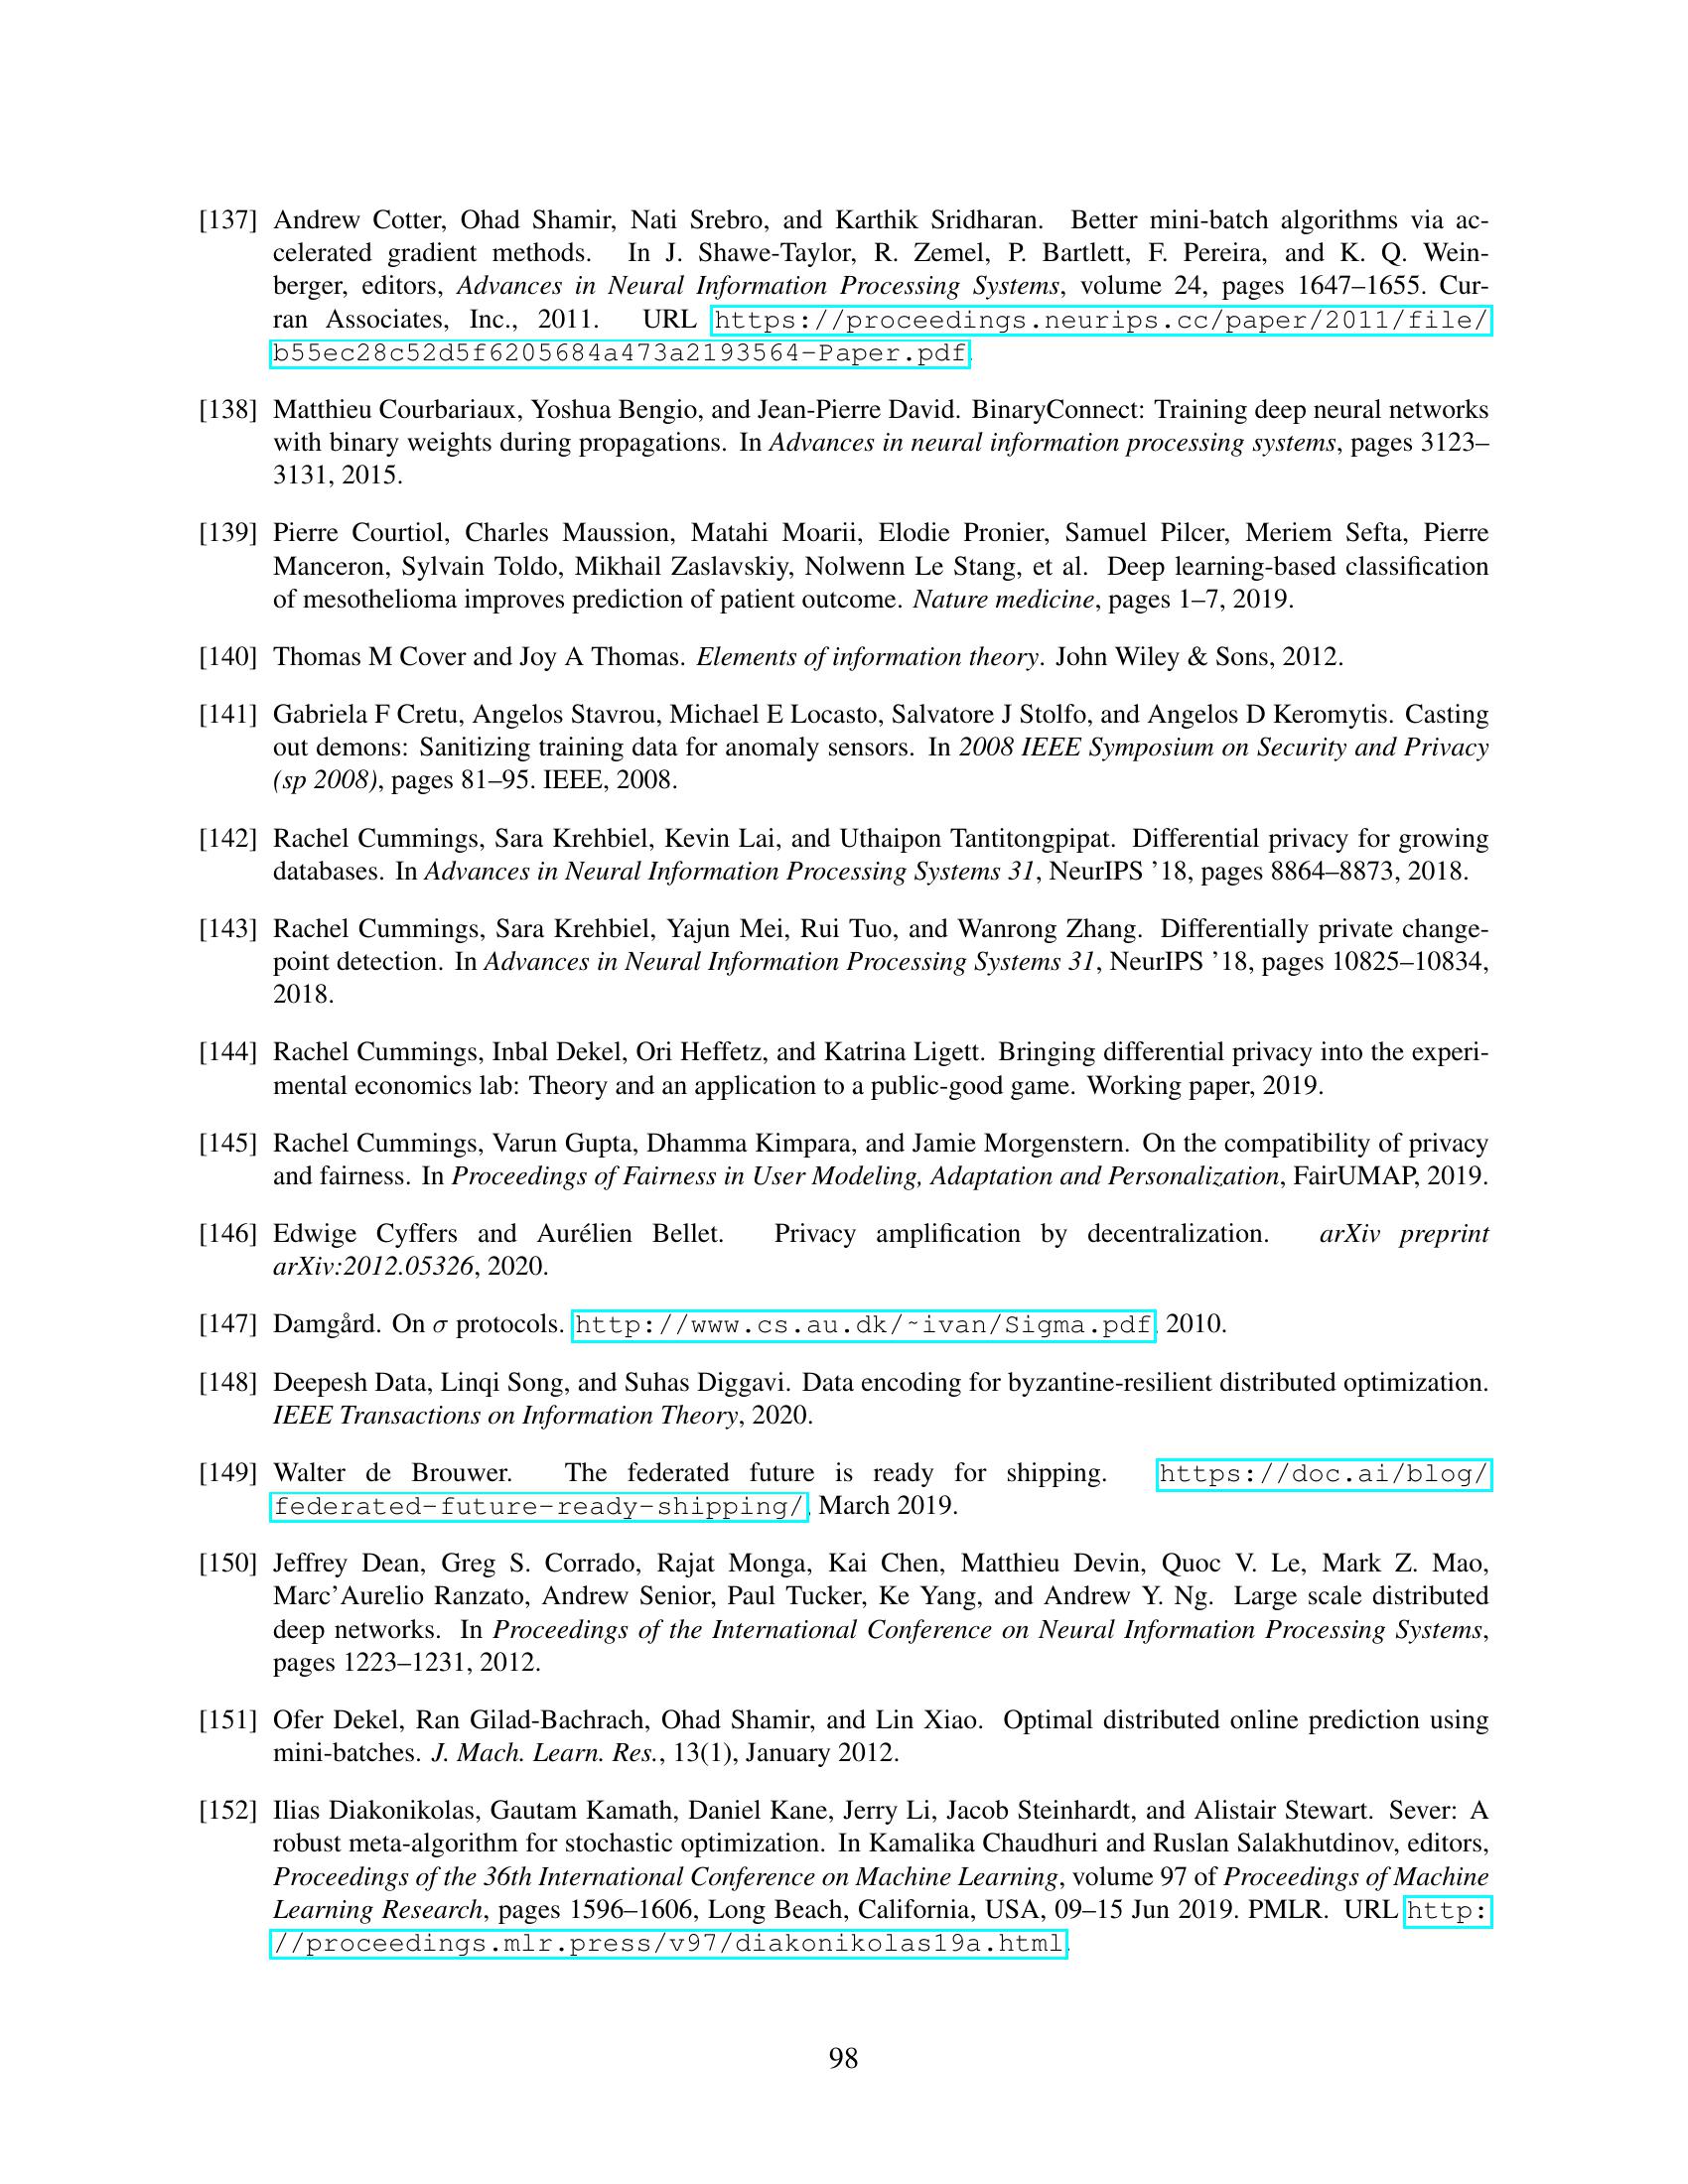 [137] Andrew Cotter, Ohad Shamir, Nati Srebro, and Karthik Sridharan. Better mini-batch algorithms via ac-
celerated gradient methods. In J. Shawe-Taylor, R. Zemel, P. Bartlett, F. Pereira, and K. Q. Wein-
berger, editors, Advances in Neural Information Processing Systems, volume 24, pages 1647–1655. Cur-
ran Associates, Inc., 2011. URL https://proceedings.neurips.cc/paper/2011/file/
b55ec28c52d5f6205684a473a2193564-Paper.pdf.
[138] Matthieu Courbariaux, Yoshua Bengio, and Jean-Pierre David. BinaryConnect: Training deep neural networks
with binary weights during propagations. In Advances in neural information processing systems, pages 3123–
3131, 2015.
[139] Pierre Courtiol, Charles Maussion, Matahi Moarii, Elodie Pronier, Samuel Pilcer, Meriem Sefta, Pierre
Manceron, Sylvain Toldo, Mikhail Zaslavskiy, Nolwenn Le Stang, et al. Deep learning-based classification
of mesothelioma improves prediction of patient outcome. Nature medicine, pages 1–7, 2019.
[140] Thomas M Cover and Joy A Thomas. Elements of information theory. John Wiley & Sons, 2012.
[141] Gabriela F Cretu, Angelos Stavrou, Michael E Locasto, Salvatore J Stolfo, and Angelos D Keromytis. Casting
out demons: Sanitizing training data for anomaly sensors. In 2008 IEEE Symposium on Security and Privacy
(sp 2008), pages 81–95. IEEE, 2008.
[142] Rachel Cummings, Sara Krehbiel, Kevin Lai, and Uthaipon Tantitongpipat. Differential privacy for growing
databases. In Advances in Neural Information Processing Systems 31, NeurIPS ’18, pages 8864–8873, 2018.
[143] Rachel Cummings, Sara Krehbiel, Yajun Mei, Rui Tuo, and Wanrong Zhang. Differentially private change-
point detection. In Advances in Neural Information Processing Systems 31, NeurIPS ’18, pages 10825–10834,
2018.
[144] Rachel Cummings, Inbal Dekel, Ori Heffetz, and Katrina Ligett. Bringing differential privacy into the experi-
mental economics lab: Theory and an application to a public-good game. Working paper, 2019.
[145] Rachel Cummings, Varun Gupta, Dhamma Kimpara, and Jamie Morgenstern. On the compatibility of privacy
and fairness. In Proceedings of Fairness in User Modeling, Adaptation and Personalization, FairUMAP, 2019.
[146] Edwige Cyffers and Aurélien Bellet. Privacy amplification by decentralization. arXiv preprint
arXiv:2012.05326, 2020.
[147] Damgård. On σ protocols. http://www.cs.au.dk/~ivan/Sigma.pdf, 2010.
[148] Deepesh Data, Linqi Song, and Suhas Diggavi. Data encoding for byzantine-resilient distributed optimization.
IEEE Transactions on Information Theory, 2020.
[149] Walter de Brouwer. The federated future is ready for shipping. https://doc.ai/blog/
federated-future-ready-shipping/, March 2019.
[150] Jeffrey Dean, Greg S. Corrado, Rajat Monga, Kai Chen, Matthieu Devin, Quoc V. Le, Mark Z. Mao,
Marc’Aurelio Ranzato, Andrew Senior, Paul Tucker, Ke Yang, and Andrew Y. Ng. Large scale distributed
deep networks. In Proceedings of the International Conference on Neural Information Processing Systems,
pages 1223–1231, 2012.
[151] Ofer Dekel, Ran Gilad-Bachrach, Ohad Shamir, and Lin Xiao. Optimal distributed online prediction using
mini-batches. J. Mach. Learn. Res., 13(1), January 2012.
[152] Ilias Diakonikolas, Gautam Kamath, Daniel Kane, Jerry Li, Jacob Steinhardt, and Alistair Stewart. Sever: A
robust meta-algorithm for stochastic optimization. In Kamalika Chaudhuri and Ruslan Salakhutdinov, editors,
Proceedings of the 36th International Conference on Machine Learning, volume 97 of Proceedings of Machine
Learning Research, pages 1596–1606, Long Beach, California, USA, 09–15 Jun 2019. PMLR. URL http:
//proceedings.mlr.press/v97/diakonikolas19a.html.
98